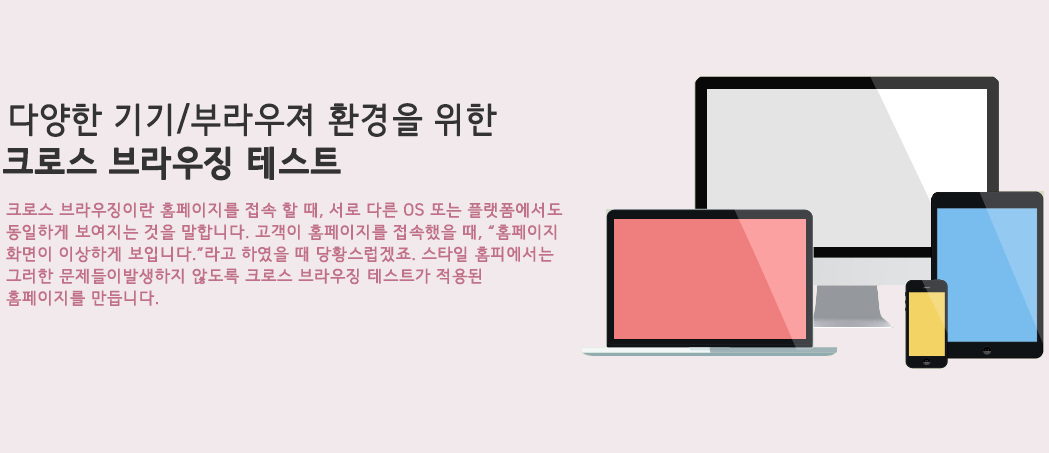 다양한 기기/부라우져 환경을 위한
크로스 브라우징 테스트
크로스 브라우징이란 홈페이지를 접속 할 때, 서로 다른 OS 또는 플랫폼에서도
동일하게 보여지는 것을 말합니다. 고객이 홈페이지를 접속했을 때, “홈페이지
화면이 이상하게 보입니다.”라고 하였을 때 당황스럽겠죠. 스타일 홈피에서는
그러한 문제들이발생하지 않도록 크로스 브라우징 테스트가 적용된
홈페이지를 만듭니다.